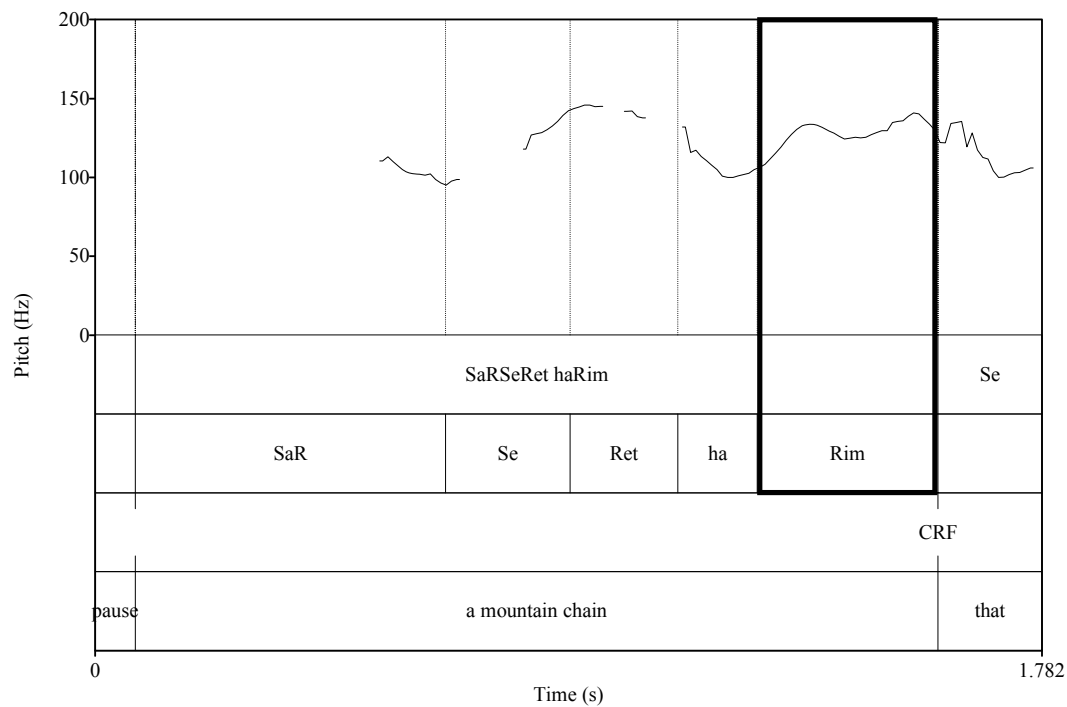 200
150
100
50
0
Pitch (Hz)
SaRSeRet haRim Se
SaR Se Ret ha Rim
CRF
pause a mountain chain that
0 1.782
Time (s)